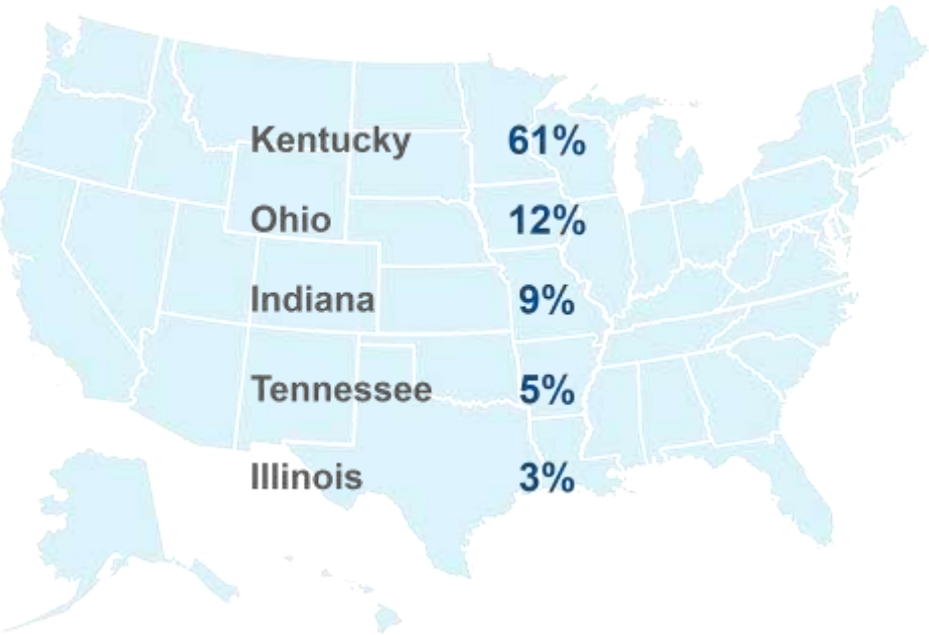 Kentucky 61%
Ohio 12%
Indiana 9%
Tennessee 5%
Illinois 3%